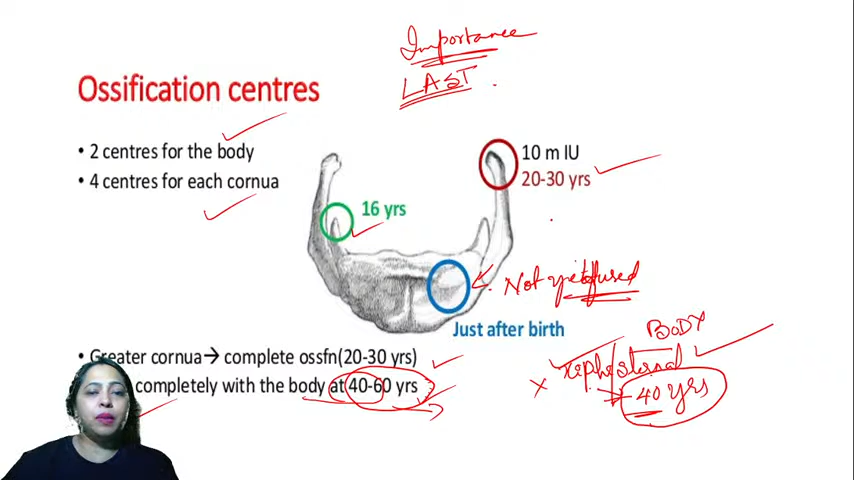 Importance
LAST
Ossification centres
• 2 centres for the body
• 4 centres for each cornua
10 m IU
20-30 yrs
16 yrs
Not yet fused
Just after birth
BODY
• Greater cornua→ complete ossfn(20-30 yrs)
completely with the body at 40-60 yrs
x xiphisternal
→ 40 yrs